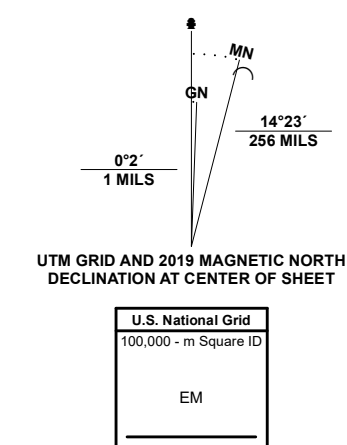 MN
GN
14°23´
256 MILS
0°2´
1 MILS
UTM GRID AND 2019 MAGNETIC NORTH
DECLINATION AT CENTER OF SHEET
U.S. National Grid
100,000 - m Square ID
EM